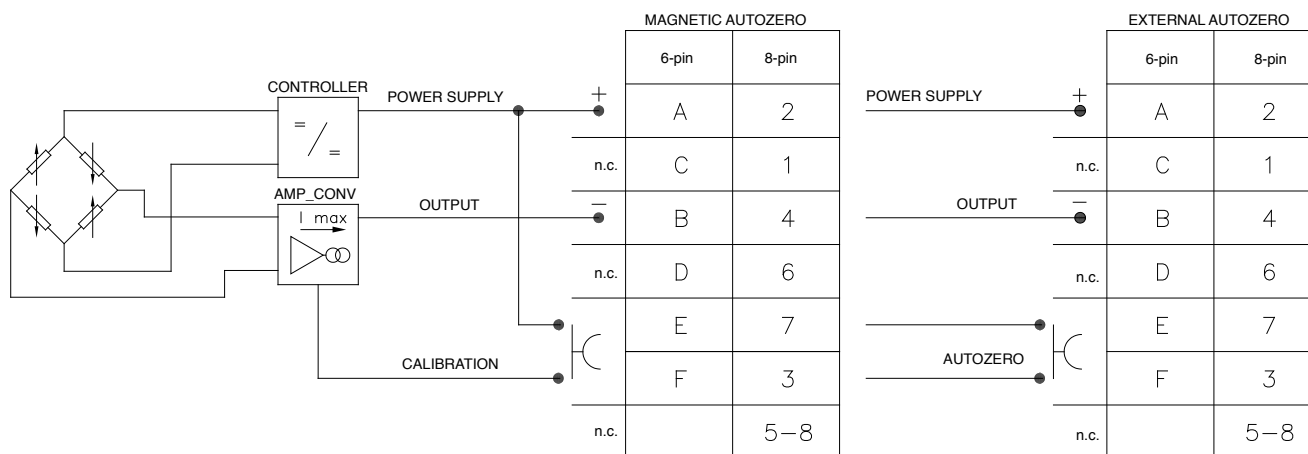 MAGNETIC AUTOZERO
6-pin 8-pin
CONTROLLER
= / =
POWER SUPPLY + A 2
n.c. C 1
AMP_CONV
I max
OUTPUT − B 4
n.c. D 6
E 7
CALIBRATION F 3
n.c. 5-8
EXTERNAL AUTOZERO
6-pin 8-pin
POWER SUPPLY + A 2
n.c. C 1
OUTPUT − B 4
n.c. D 6
E 7
AUTOZERO F 3
n.c. 5-8